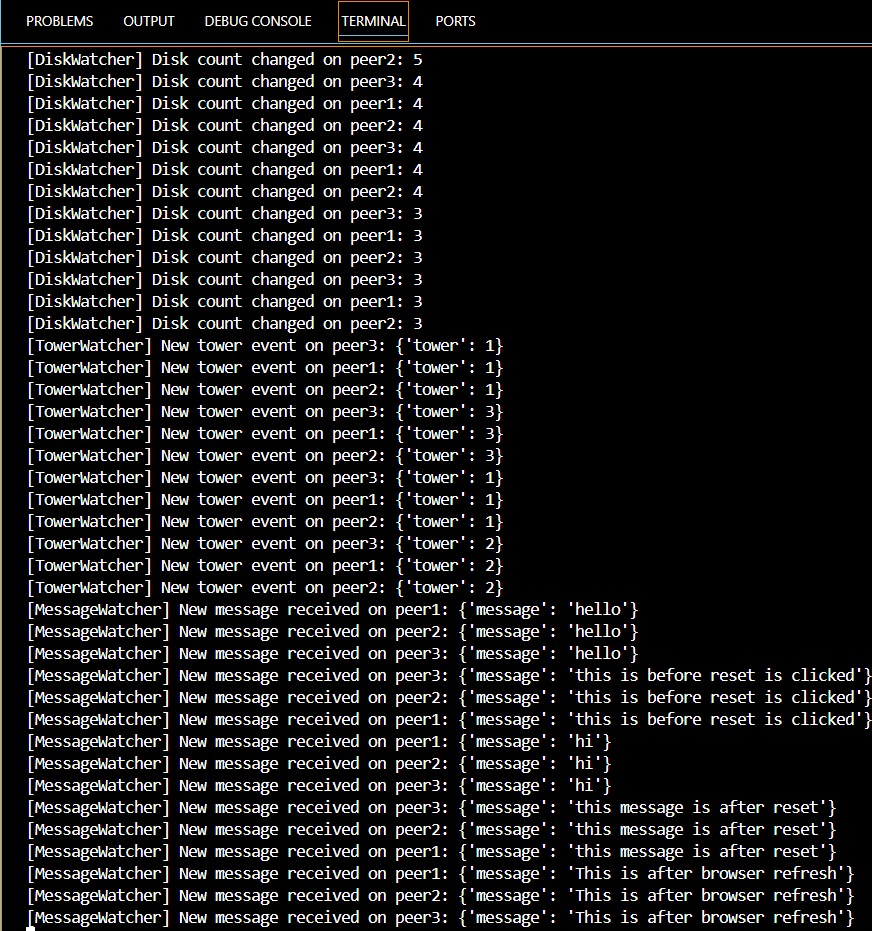 PROBLEMS OUTPUT DEBUG CONSOLE TERMINAL PORTS
[DiskWatcher] Disk count changed on peer2: 5
[DiskWatcher] Disk count changed on peer3: 4
[DiskWatcher] Disk count changed on peer1: 4
[DiskWatcher] Disk count changed on peer2: 4
[DiskWatcher] Disk count changed on peer3: 4
[DiskWatcher] Disk count changed on peer1: 4
[DiskWatcher] Disk count changed on peer2: 4
[DiskWatcher] Disk count changed on peer3: 3
[DiskWatcher] Disk count changed on peer1: 3
[DiskWatcher] Disk count changed on peer2: 3
[DiskWatcher] Disk count changed on peer3: 3
[DiskWatcher] Disk count changed on peer1: 3
[DiskWatcher] Disk count changed on peer2: 3
[TowerWatcher] New tower event on peer3: {'tower': 1}
[TowerWatcher] New tower event on peer1: {'tower': 1}
[TowerWatcher] New tower event on peer2: {'tower': 1}
[TowerWatcher] New tower event on peer3: {'tower': 3}
[TowerWatcher] New tower event on peer1: {'tower': 3}
[TowerWatcher] New tower event on peer2: {'tower': 3}
[TowerWatcher] New tower event on peer3: {'tower': 1}
[TowerWatcher] New tower event on peer1: {'tower': 1}
[TowerWatcher] New tower event on peer2: {'tower': 1}
[TowerWatcher] New tower event on peer3: {'tower': 2}
[TowerWatcher] New tower event on peer1: {'tower': 2}
[TowerWatcher] New tower event on peer2: {'tower': 2}
[MessageWatcher] New message received on peer1: {'message': 'hello'}
[MessageWatcher] New message received on peer2: {'message': 'hello'}
[MessageWatcher] New message received on peer3: {'message': 'hello'}
[MessageWatcher] New message received on peer3: {'message': 'this is before reset is clicked'}
[MessageWatcher] New message received on peer2: {'message': 'this is before reset is clicked'}
[MessageWatcher] New message received on peer1: {'message': 'this is before reset is clicked'}
[MessageWatcher] New message received on peer1: {'message': 'hi'}
[MessageWatcher] New message received on peer2: {'message': 'hi'}
[MessageWatcher] New message received on peer3: {'message': 'hi'}
[MessageWatcher] New message received on peer3: {'message': 'this message is after reset'}
[MessageWatcher] New message received on peer2: {'message': 'this message is after reset'}
[MessageWatcher] New message received on peer1: {'message': 'this message is after reset'}
[MessageWatcher] New message received on peer1: {'message': 'This is after browser refresh'}
[MessageWatcher] New message received on peer2: {'message': 'This is after browser refresh'}
[MessageWatcher] New message received on peer3: {'message': 'This is after browser refresh'}